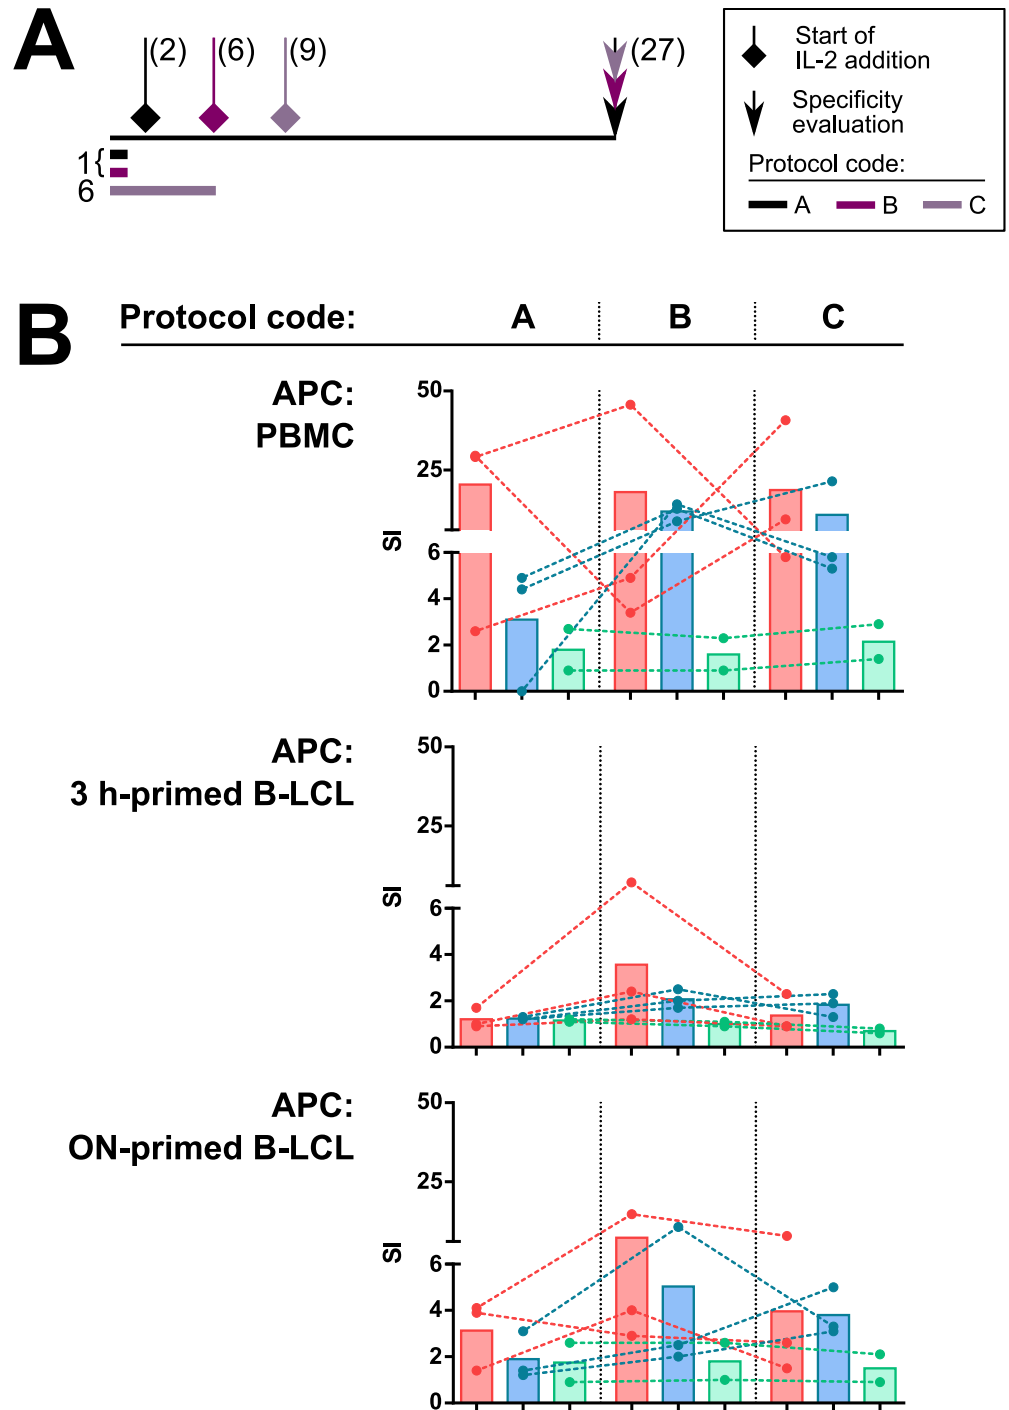 A
(2)
(6)
(9)
(27)
1{
6
Start of
IL-2 addition
Specificity
evaluation
Protocol code:
A
B
C
B
Protocol code:
A
B
C
APC:
PBMC
50
25
SI
6
4
2
0
APC:
3 h-primed B-LCL
50
25
SI
6
4
2
0
APC:
ON-primed B-LCL
50
25
SI
6
4
2
0